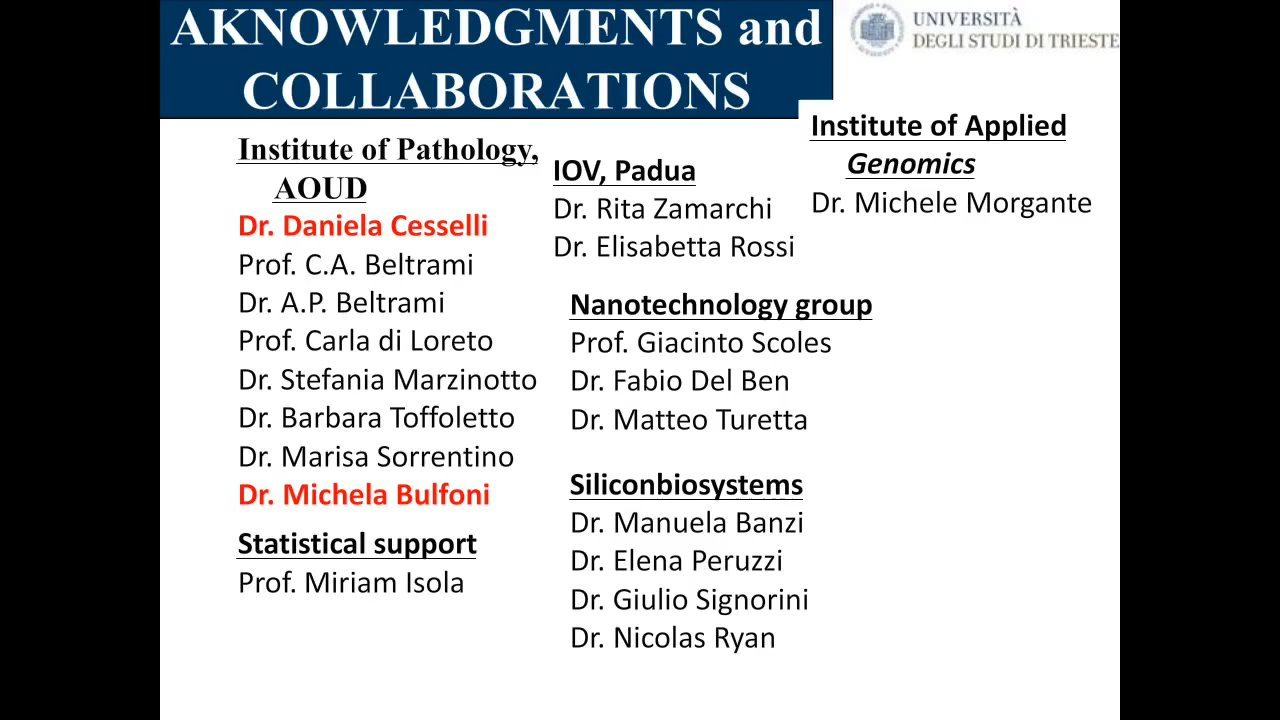 AKNOWLEDGMENTS and
COLLABORATIONS
UNIVERSITÀ
DEGLI STUDI DI TRIESTE
Institute of Pathology,
AOUD
Dr. Daniela Cesselli
Prof. C.A. Beltrami
Dr. A.P. Beltrami
Prof. Carla di Loreto
Dr. Stefania Marzinotto
Dr. Barbara Toffoletto
Dr. Marisa Sorrentino
Dr. Michela Bulfoni
Statistical support
Prof. Miriam Isola
IOV, Padua
Dr. Rita Zamarchi
Dr. Elisabetta Rossi
Nanotechnology group
Prof. Giacinto Scoles
Dr. Fabio Del Ben
Dr. Matteo Turetta
Siliconbiosystems
Dr. Manuela Banzi
Dr. Elena Peruzzi
Dr. Giulio Signorini
Dr. Nicolas Ryan
Institute of Applied
Genomics
Dr. Michele Morgante